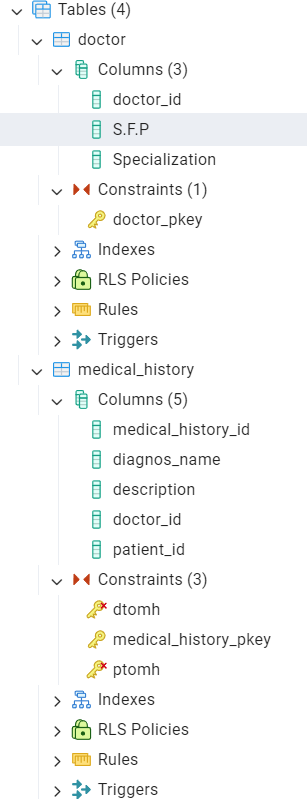 Tables (4)
doctor
Columns (3)
doctor_id
S.F.P
Specialization
Constraints (1)
doctor_pkey
Indexes
RLS Policies
Rules
Triggers
medical_history
Columns (5)
medical_history_id
diagnos_name
description
doctor_id
patient_id
Constraints (3)
dtomh
medical_history_pkey
ptomh
Indexes
RLS Policies
Rules
Triggers